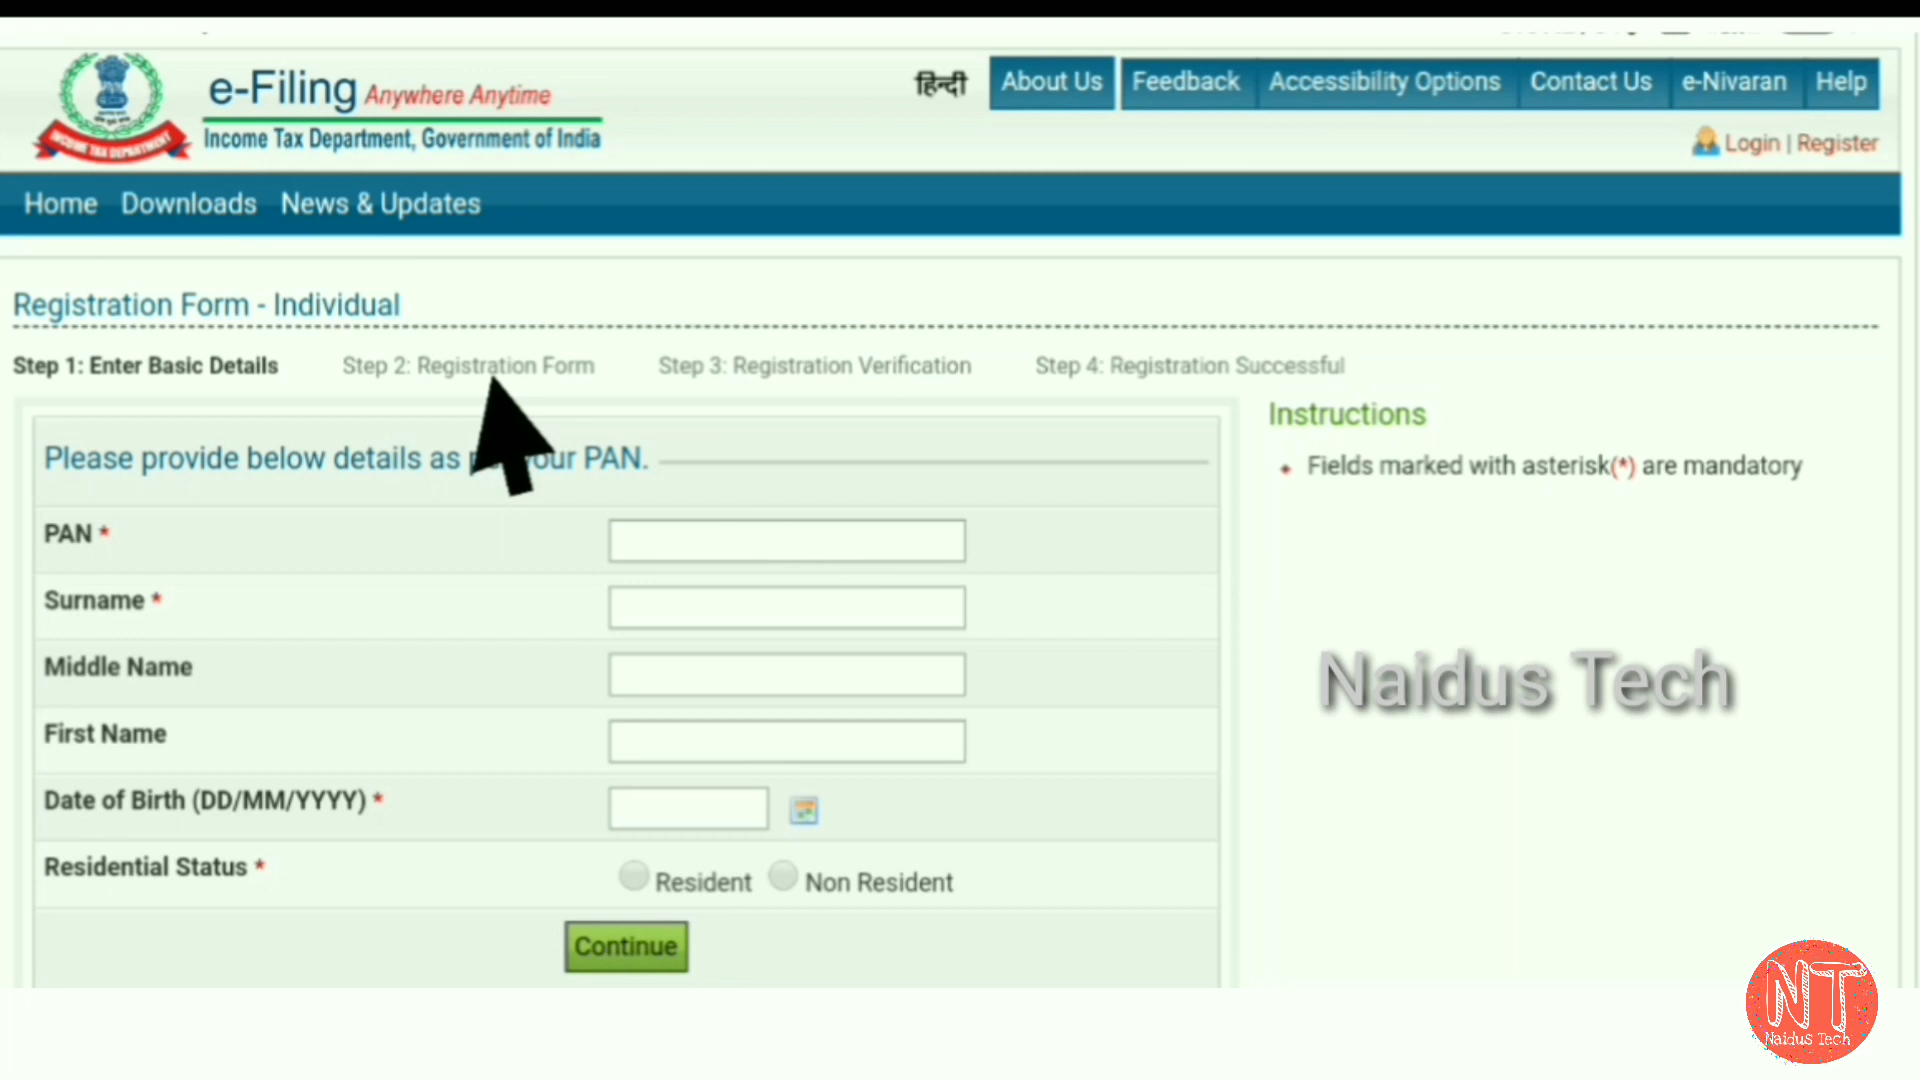 e-Filing Anywhere Anytime
Income Tax Department, Government of India
INCOME TAX DEPARTMENT
हिन्दी About Us Feedback Accessibility Options Contact Us e-Nivaran Help
Login | Register
Home Downloads News & Updates
Registration Form - Individual
Step 1: Enter Basic Details Step 2: Registration Form Step 3: Registration Verification Step 4: Registration Successful
Please provide below details as your PAN.
PAN *
Surname *
Middle Name
First Name
Date of Birth (DD/MM/YYYY) *
Residential Status *
Resident Non Resident
Continue
Instructions
Fields marked with asterisk(*) are mandatory
Naidus Tech
NT
Naidus Tech